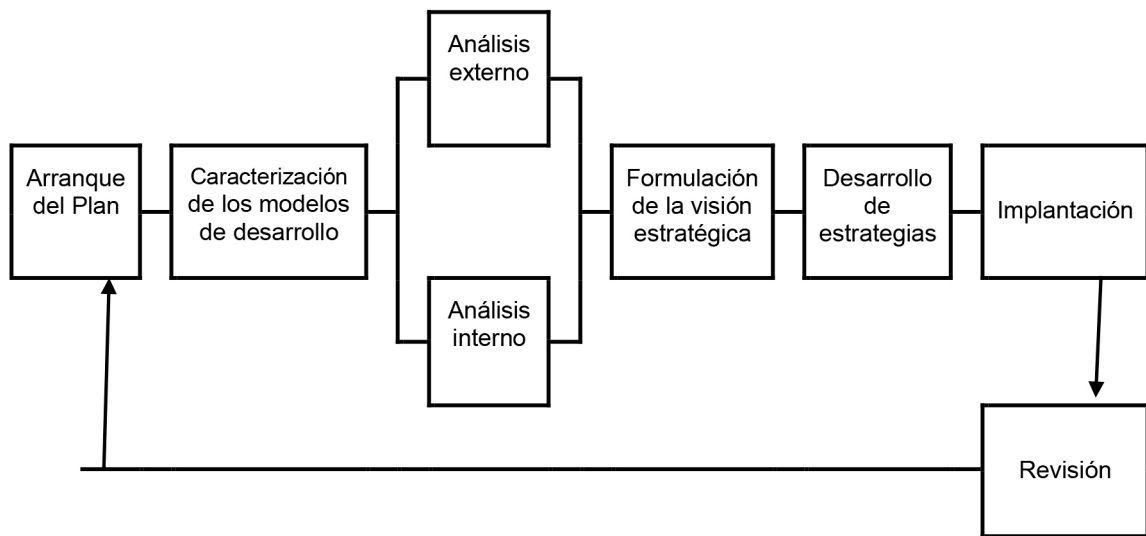 Arranque
del Plan
Caracterización
de los modelos
de desarrollo
Análisis
externo
Análisis
interno
Formulación
de la visión
estratégica
Desarrollo
de
estrategias
Implantación
Revisión